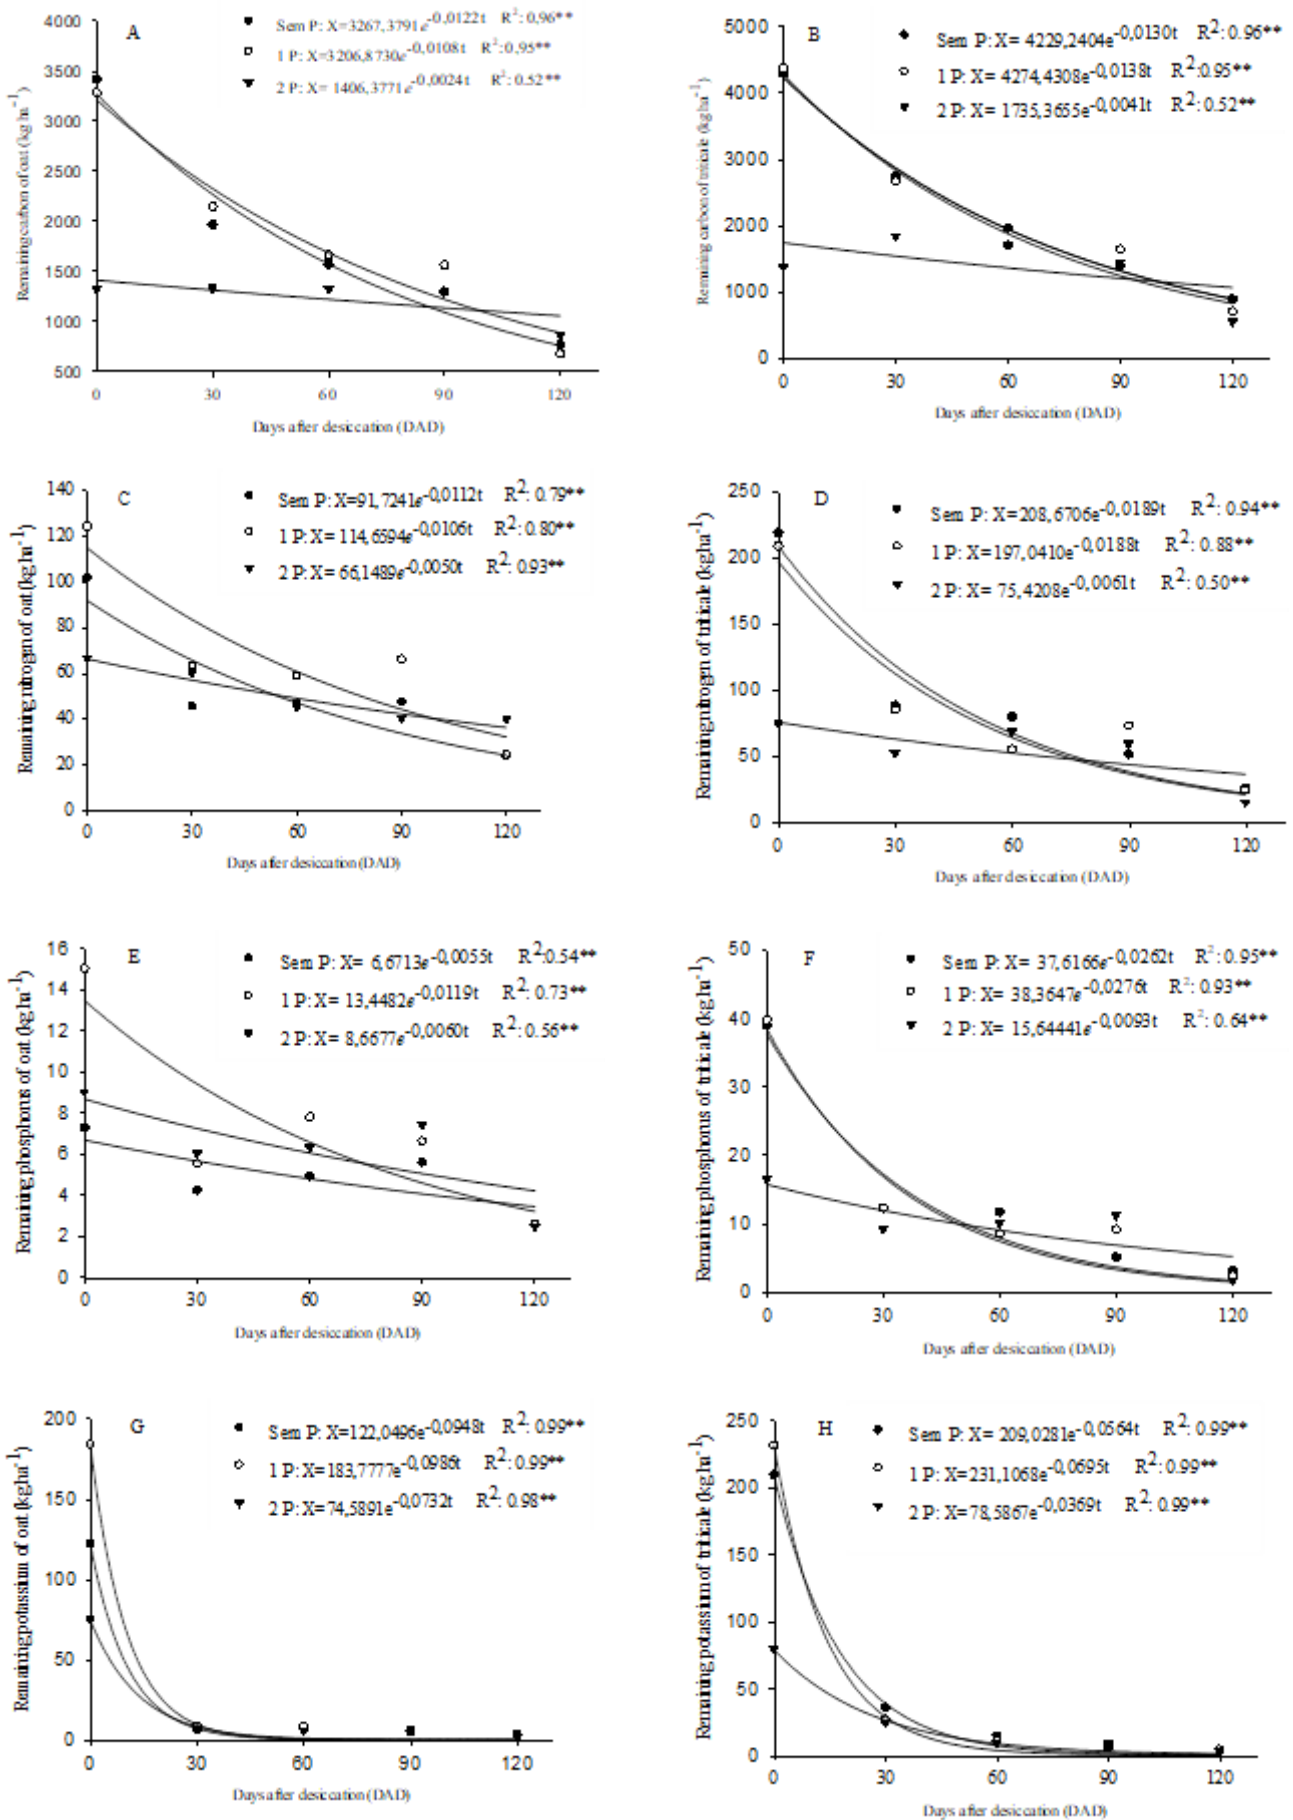 A
Sem P: X=3267,3791e-0,0122t R2: 0,96**
1 P: X=3206,8730e-0,0108t R2: 0.95**
2 P: X= 1406,3771e-0,0024t R2: 0.52**
4000
3500
3000
2500
2000
1500
1000
500
0 30 60 90 120
Remaining carbon of oat (kg ha-1)
Days after desiccation (DAD)
B
Sem P: X= 4229,2404e-0,0130t R2: 0.96**
1 P: X= 4274,4308e-0,0138t R2: 0.95**
2 P: X= 1735,3655e-0,0041t R2: 0.52**
5000
4000
3000
2000
1000
0
0 30 60 90 120
Remaining carbon of triticale (kg ha-1)
Days after desiccation (DAD)
C
Sem P: X=91,7241e-0,0112t R2: 0.79**
1 P: X= 114,6594e-0,0106t R2: 0.80**
2 P: X= 66,1489e-0,0050t R2: 0.93**
140
120
100
80
60
40
20
0
0 30 60 90 120
Remaining nitrogen of oat (kg ha-1)
Days after desiccation (DAD)
D
Sem P: X=208,6706e-0,0189t R2: 0.94**
1 P: X=197,0410e-0,0188t R2: 0.88**
2 P: X= 75,4208e-0,0061t R2: 0.50**
250
200
150
100
50
0
0 30 60 90 120
Remaining nitrogen of triticale (kg ha-1)
Days after desiccation (DAD)
E
Sem P: X= 6,6713e-0,0055t R2:0.54**
1 P: X= 13,4482e-0,0119t R2: 0.73**
2 P: X= 8,6677e-0,0060t R2: 0.56**
16
14
12
10
8
6
4
2
0
0 30 60 90 120
Remaining phosphorus of oat (kg ha-1)
Days after desiccation (DAD)
F
Sem P: X= 37,6166e-0,0262t R2: 0.95**
1 P: X= 38,3647e-0,0276t R2: 0.93**
2 P: X= 15,64441e-0,0093t R2: 0.64**
50
40
30
20
10
0
0 30 60 90 120
Remaining phosphorus of triticale (kg ha-1)
Days after desiccation (DAD)
G
Sem P: X=122,0496e-0,0948t R2: 0.99**
1 P: X=183,7777e-0,0986t R2: 0.99**
2 P: X=74,5891e-0,0732t R2: 0.98**
200
150
100
50
0
0 30 60 90 120
Remaining potassium of oat (kg ha-1)
Days after desiccation (DAD)
H
Sem P: X= 209,0281e-0,0564t R2: 0.99**
1 P: X=231,1068e-0,0695t R2: 0.99**
2 P: X=78,5867e-0,0369t R2: 0.99**
250
200
150
100
50
0
0 30 60 90 120
Remaining potassium of triticale (kg ha-1)
Days after desiccation (DAD)